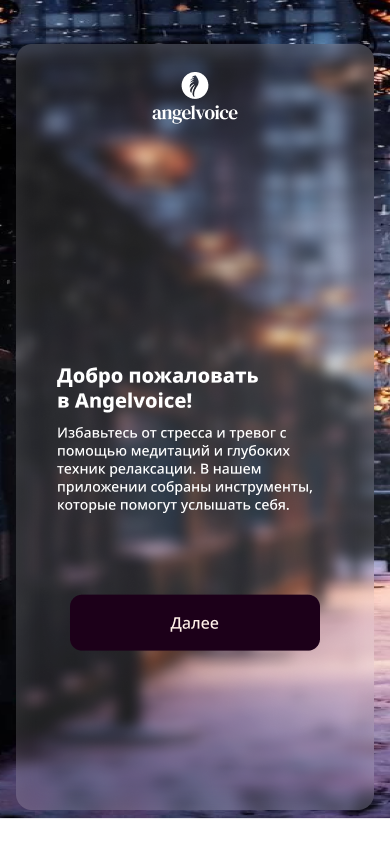 angelvoice
Добро пожаловать
в Angelvoice!
Избавьтесь от стресса и тревог с
помощью медитаций и глубоких
техник релаксации. В нашем
приложении собраны инструменты,
которые помогут услышать себя.
Далее